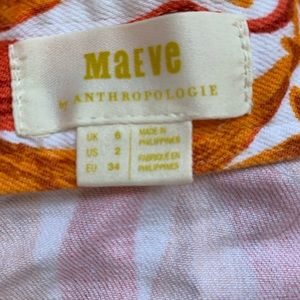 Maeve
by ANTHROPOLOGIE
UK 6
US 2
EU 34
MADE IN
PHILIPPINES
FABRIQUÉ EN
PHILIPPINES